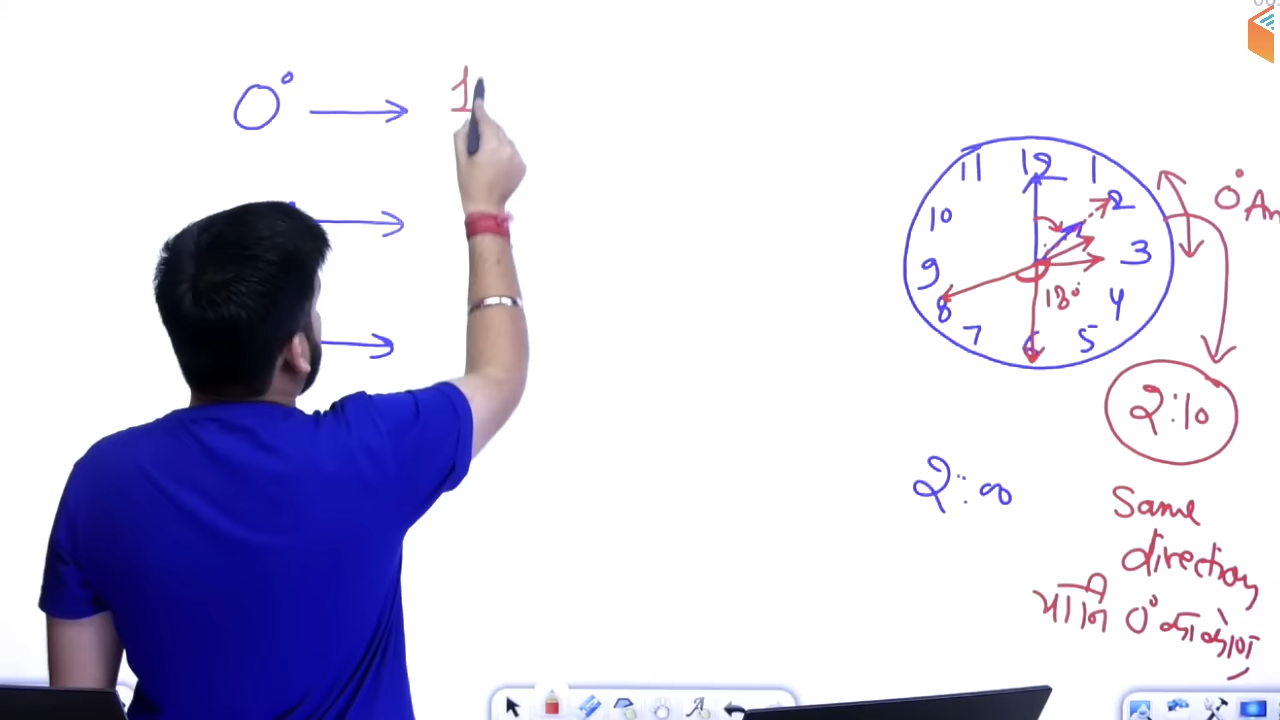 0° → 1
→
→
12
11 1
10 2
9 3
8 4
7 6 5
180°
0° An
2:10
2:00
Same
direction
यानि 0° का कोण